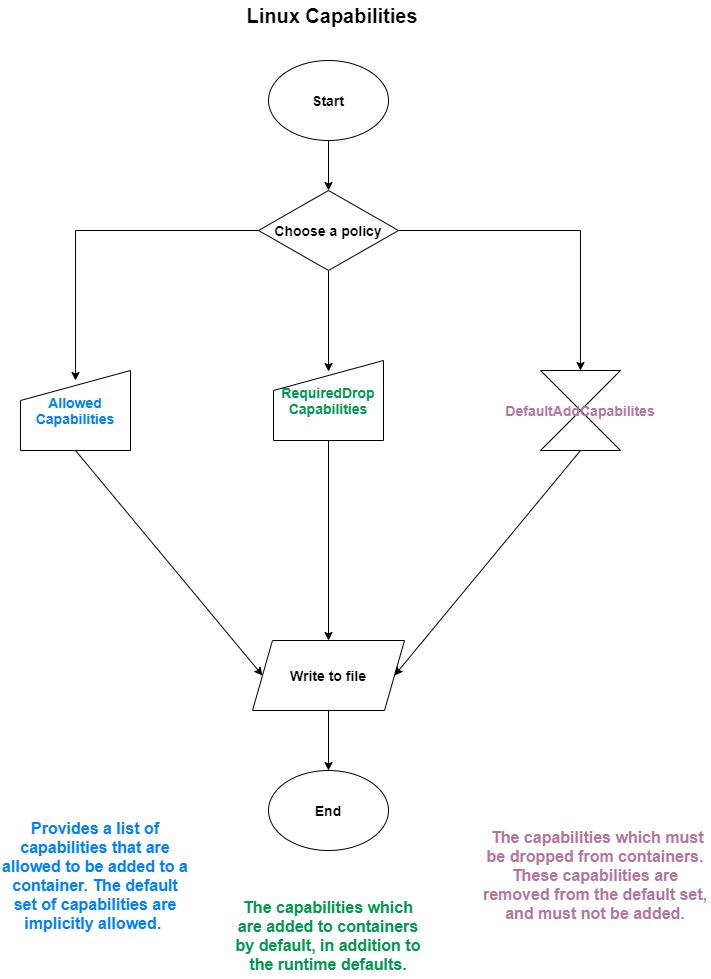 Linux Capabilities
Start
Choose a policy
Allowed
Capabilities
RequiredDrop
Capabilities
DefaultAddCapabilites
Write to file
End
Provides a list of
capabilities that are
allowed to be added to a
container. The default
set of capabilities are
implicitly allowed.
The capabilities which
are added to containers
by default, in addition to
the runtime defaults.
The capabilities which must
be dropped from containers.
These capabilities are
removed from the default set,
and must not be added.